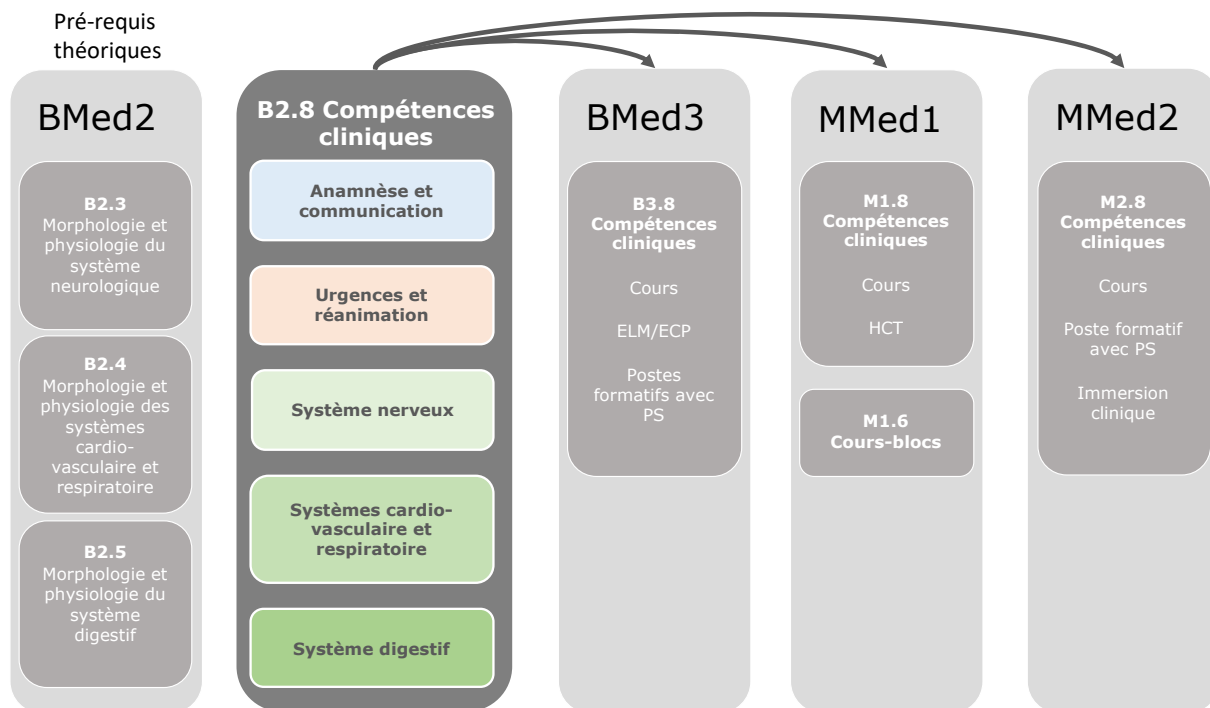 Pré-requis
théoriques
BMed2
B2.3
Morphologie et
physiologie du
système
neurologique
B2.4
Morphologie et
physiologie des
systèmes
cardio-
vasculaire et
respiratoire
B2.5
Morphologie et
physiologie du
système
digestif
B2.8 Compétences
cliniques
Anamnèse et
communication
Urgences et
réanimation
Système nerveux
Systèmes cardio-
vasculaire et
respiratoire
Système digestif
BMed3
B3.8
Compétences
cliniques
Cours
ELM/ECP
Postes
formatifs avec
PS
MMed1
M1.8
Compétences
cliniques
Cours
HCT
M1.6
Cours-blocs
MMed2
M2.8
Compétences
cliniques
Cours
Poste formatif
avec PS
Immersion
clinique